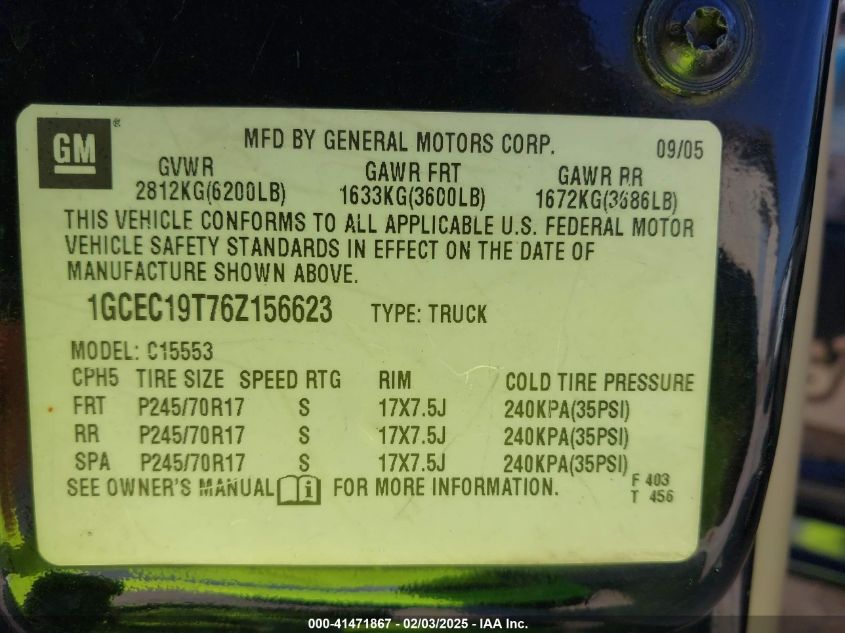 GM ®
MFD BY GENERAL MOTORS CORP. 09/05
GVWR GAWR FRT GAWR RR
2812KG(6200LB) 1633KG(3600LB) 1672KG(3686LB)
THIS VEHICLE CONFORMS TO ALL APPLICABLE U.S. FEDERAL MOTOR
VEHICLE SAFETY STANDARDS IN EFFECT ON THE DATE OF
MANUFACTURE SHOWN ABOVE.
1GCEC19T76Z156623 TYPE: TRUCK
MODEL: C15553
CPH5 TIRE SIZE SPEED RTG RIM COLD TIRE PRESSURE
FRT P245/70R17 S 17X7.5J 240KPA(35PSI)
RR P245/70R17 S 17X7.5J 240KPA(35PSI)
SPA P245/70R17 S 17X7.5J 240KPA(35PSI)
SEE OWNER'S MANUAL i FOR MORE INFORMATION.
F 403
T 456
000-41471867 - 02/03/2025 - IAA Inc.